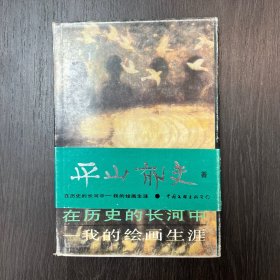 平山郁夫 著
在历史的长河中—我的绘画生涯 ● 中国文联出版公司
在历史的长河中
—我的绘画生涯